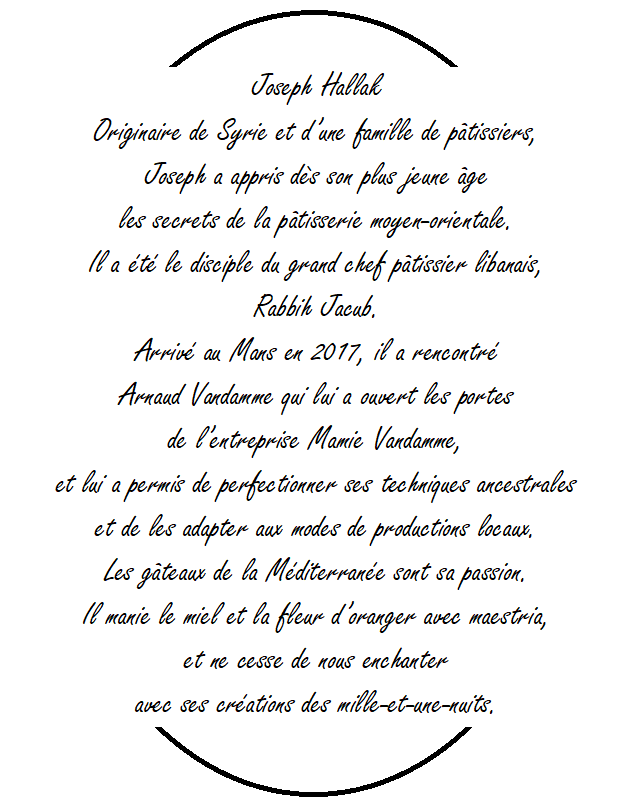 Joseph Hallak
Originaire de Syrie et d'une famille de pâtissiers,
Joseph a appris dès son plus jeune âge
les secrets de la pâtisserie moyen-orientale.
Il a été le disciple du grand chef pâtissier libanais,
Rabbih Jacub.
Arrivé au Mans en 2017, il a rencontré
Arnaud Vandamme qui lui a ouvert les portes
de l'entreprise Mamie Vandamme,
et lui a permis de perfectionner ses techniques ancestrales
et de les adapter aux modes de productions locaux.
Les gâteaux de la Méditerranée sont sa passion.
Il manie le miel et la fleur d'oranger avec maestria,
et ne cesse de nous enchanter
avec ses créations des mille-et-une-nuits.